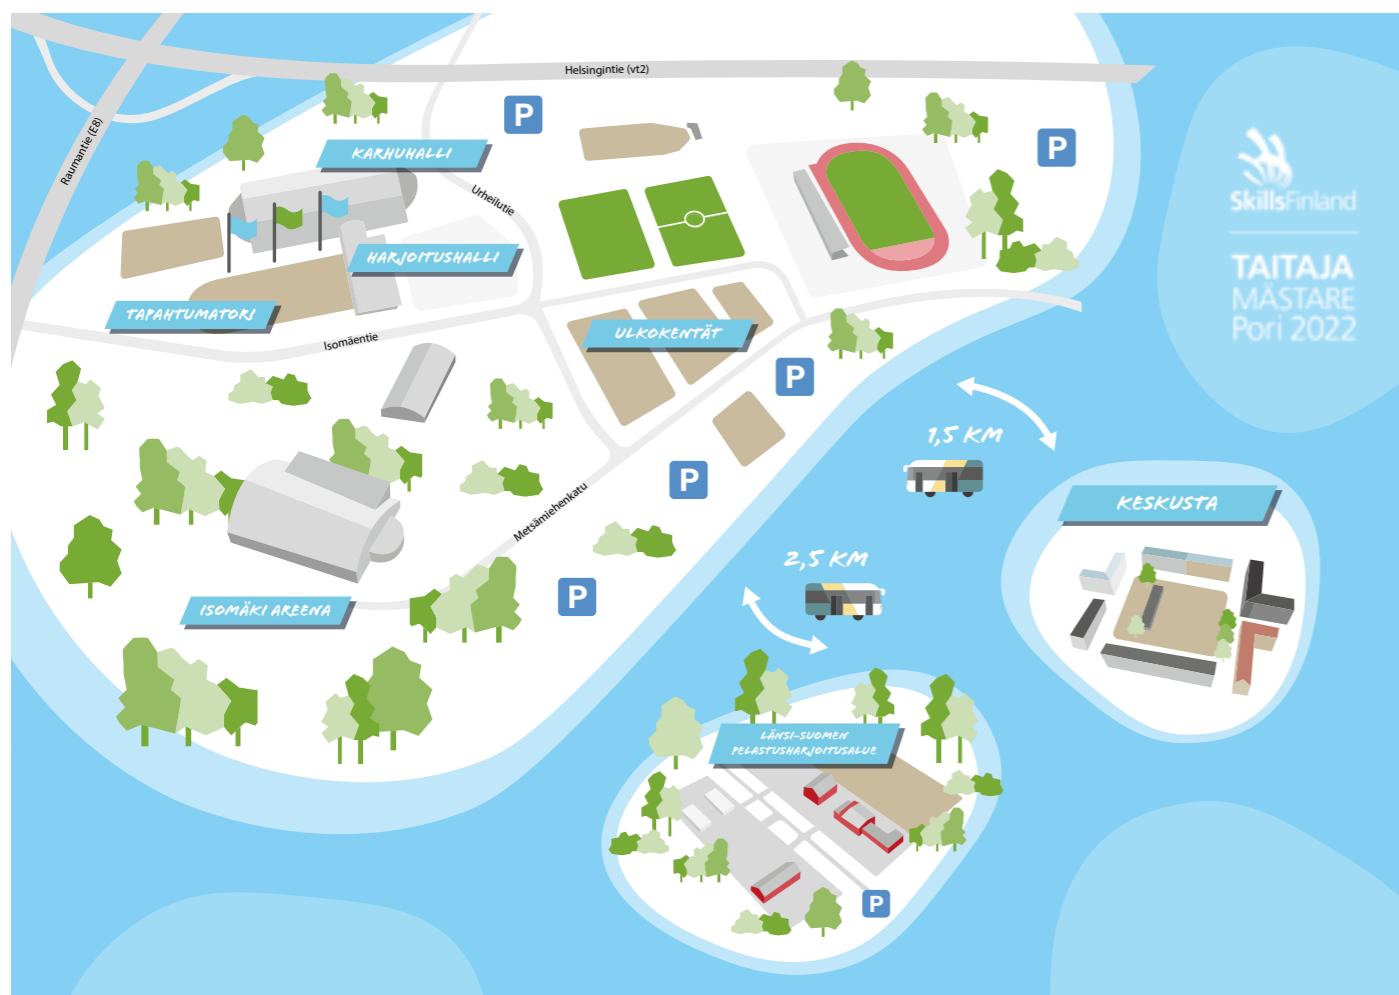 Helsingintie (vt2)
Raumantie (E8)
P
P
KARHUHALLI
Urheilutie
SkillsFinland
HARJOITUSHALLI
TAITAJA
MÄSTARE
Pori 2022
TAPAHTUMATORI
Isomäentie
ULKOKENTÄT
P
1,5 KM
P
KESKUSTA
Metsämiehenkatu
2,5 KM
P
ISOMÄKI AREENA
LÄNSI-SUOMEN
PELASTUSHARJOITUSALUE
P